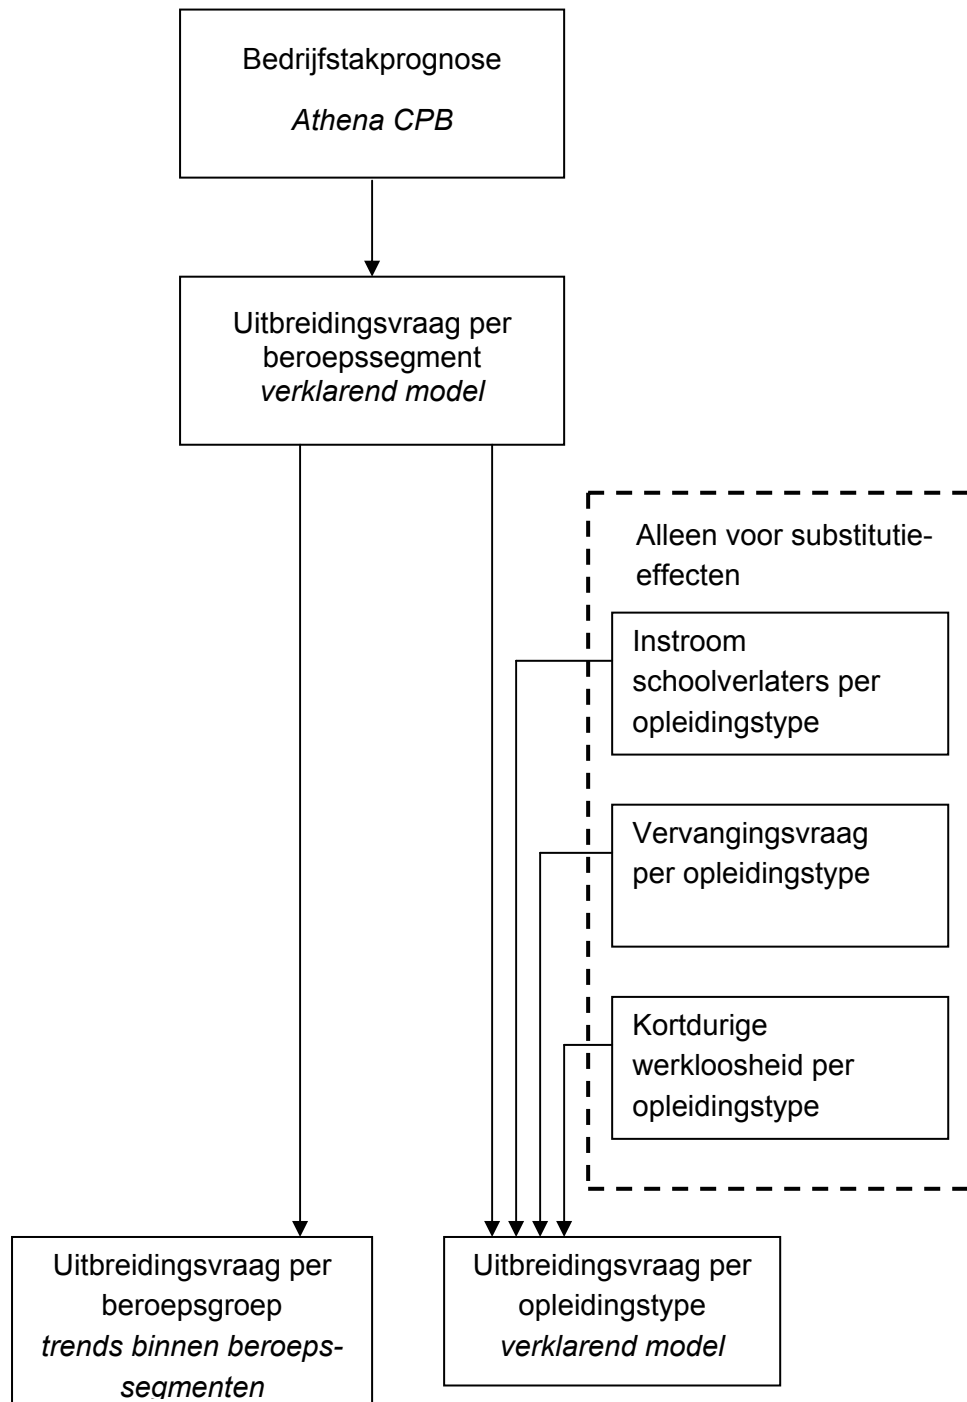 Bedrijfstakprognose
Athena CPB
Uitbreidingsvraag per
beroepssegment
verklarend model
Alleen voor substitutie-
effecten
Instroom
schoolverlaters per
opleidingstype
Vervangingsvraag
per opleidingstype
Kortdurige
werkloosheid per
opleidingstype
Uitbreidingsvraag per
beroepsgroep
trends binnen beroeps-
segmenten
Uitbreidingsvraag per
opleidingstype
verklarend model